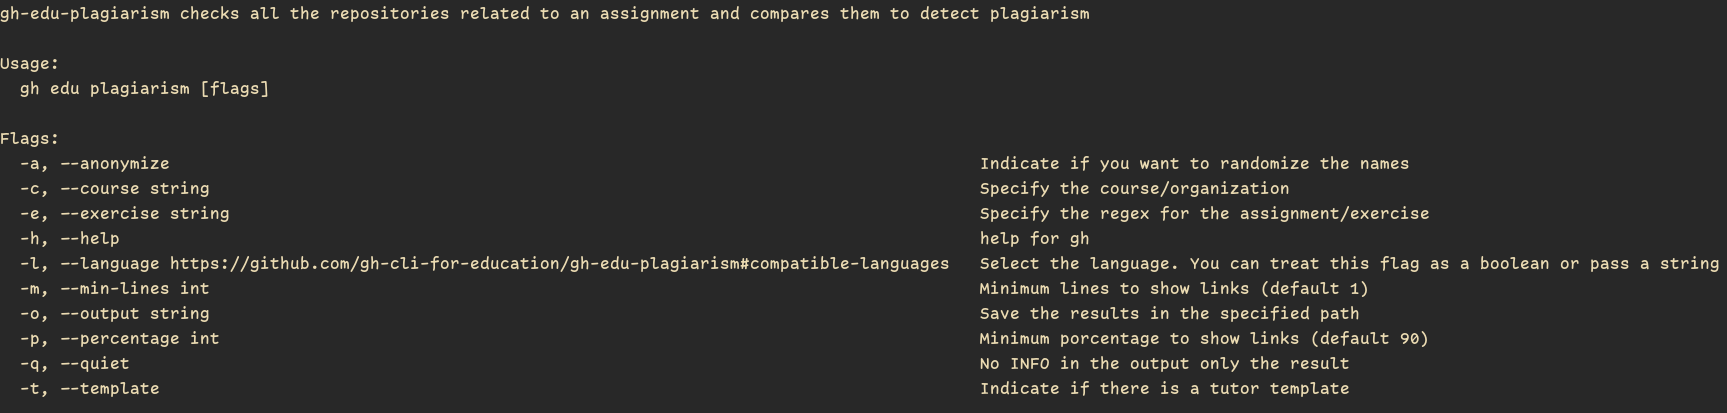 gh-edu-plagiarism checks all the repositories related to an assignment and compares them to detect plagiarism

Usage:
  gh edu plagiarism [flags]

Flags:
  -a, --anonymize                                                                                 Indicate if you want to randomize the names
  -c, --course string                                                                             Specify the course/organization
  -e, --exercise string                                                                           Specify the regex for the assignment/exercise
  -h, --help                                                                                      help for gh
  -l, --language https://github.com/gh-cli-for-education/gh-edu-plagiarism#compatible-languages   Select the language. You can treat this flag as a boolean or pass a string
  -m, --min-lines int                                                                             Minimum lines to show links (default 1)
  -o, --output string                                                                             Save the results in the specified path
  -p, --percentage int                                                                            Minimum porcentage to show links (default 90)
  -q, --quiet                                                                                     No INFO in the output only the result
  -t, --template                                                                                  Indicate if there is a tutor template